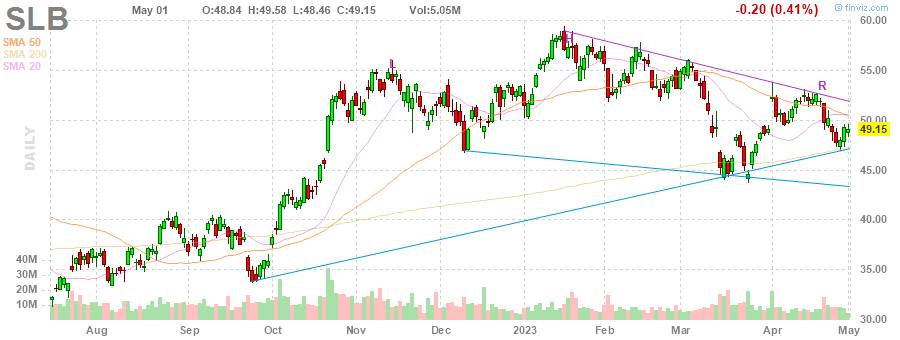 SLB
May 01 O:48.84 H:49.58 L:48.46 C:49.15 Vol:5.05M -0.20 (0.41%)
© finviz.com
SMA 50
SMA 200
SMA 20
DAILY
L
R
60.00
55.00
50.00
49.15
45.00
40.00
35.00
30.00
40M
30M
20M
10M
Aug Sep Oct Nov Dec 2023 Feb Mar Apr May